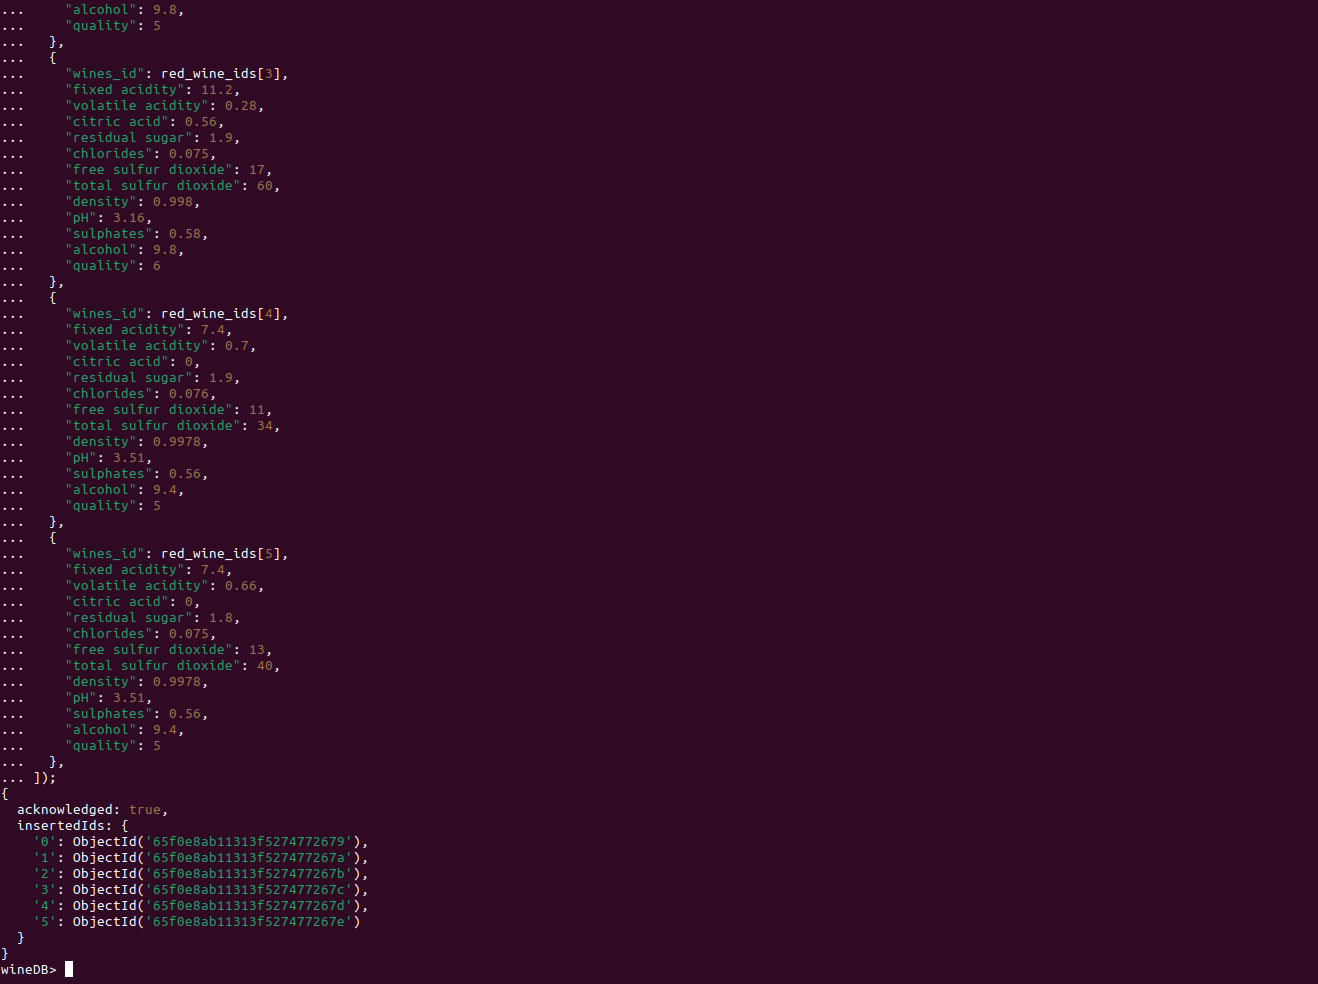 ...     "alcohol": 9.8,
...     "quality": 5
...   },
...   {
...     "wines_id": red_wine_ids[3],
...     "fixed acidity": 11.2,
...     "volatile acidity": 0.28,
...     "citric acid": 0.56,
...     "residual sugar": 1.9,
...     "chlorides": 0.075,
...     "free sulfur dioxide": 17,
...     "total sulfur dioxide": 60,
...     "density": 0.998,
...     "pH": 3.16,
...     "sulphates": 0.58,
...     "alcohol": 9.8,
...     "quality": 6
...   },
...   {
...     "wines_id": red_wine_ids[4],
...     "fixed acidity": 7.4,
...     "volatile acidity": 0.7,
...     "citric acid": 0,
...     "residual sugar": 1.9,
...     "chlorides": 0.076,
...     "free sulfur dioxide": 11,
...     "total sulfur dioxide": 34,
...     "density": 0.9978,
...     "pH": 3.51,
...     "sulphates": 0.56,
...     "alcohol": 9.4,
...     "quality": 5
...   },
...   {
...     "wines_id": red_wine_ids[5],
...     "fixed acidity": 7.4,
...     "volatile acidity": 0.66,
...     "citric acid": 0,
...     "residual sugar": 1.8,
...     "chlorides": 0.075,
...     "free sulfur dioxide": 13,
...     "total sulfur dioxide": 40,
...     "density": 0.9978,
...     "pH": 3.51,
...     "sulphates": 0.56,
...     "alcohol": 9.4,
...     "quality": 5
...   },
... ]);
{
  acknowledged: true,
  insertedIds: {
    '0': ObjectId('65f0e8ab11313f5274772679'),
    '1': ObjectId('65f0e8ab11313f527477267a'),
    '2': ObjectId('65f0e8ab11313f527477267b'),
    '3': ObjectId('65f0e8ab11313f527477267c'),
    '4': ObjectId('65f0e8ab11313f527477267d'),
    '5': ObjectId('65f0e8ab11313f527477267e')
  }
}
wineDB>